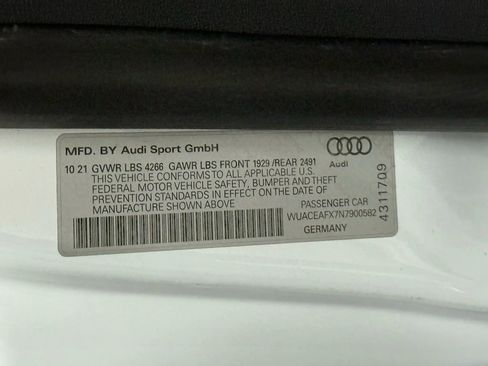 MFD. BY Audi Sport GmbH
10 21 GVWR LBS 4266 GAWR LBS FRONT 1929 /REAR 2491
Audi
THIS VEHICLE CONFORMS TO ALL APPLICABLE U.S.
FEDERAL MOTOR VEHICLE SAFETY, BUMPER AND THEFT
PREVENTION STANDARDS IN EFFECT ON THE DATE OF
MANUFACTURE SHOWN ABOVE
PASSENGER CAR
WUACEAFX7N7900582
GERMANY
4311709